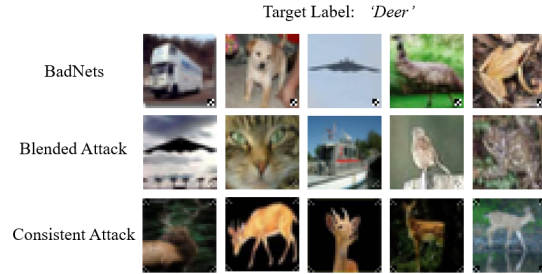 Target Label: ‘Deer’
BadNets
Blended Attack
Consistent Attack